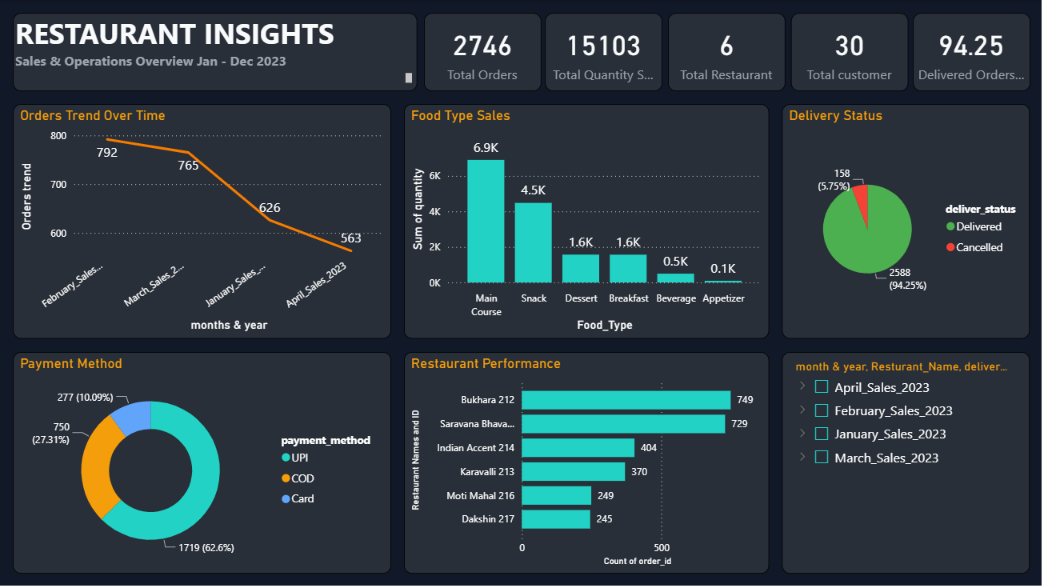 RESTAURANT INSIGHTS
Sales & Operations Overview Jan - Dec 2023
2746
Total Orders
15103
Total Quantity S...
6
Total Restaurant
30
Total customer
94.25
Delivered Orders...
Orders Trend Over Time
Orders trend
800
700
600
792
765
626
563
February_Sales...
March_Sales_2...
January_Sales_...
April_Sales_2023
months & year
Food Type Sales
Sum of quantity
6K
4K
2K
0K
6.9K
4.5K
1.6K
1.6K
0.5K
0.1K
Main
Course
Snack
Dessert
Breakfast
Beverage
Appetizer
Food_Type
Delivery Status
158
(5.75%)
2588
(94.25%)
deliver_status
Delivered
Cancelled
Payment Method
277 (10.09%)
750
(27.31%)
1719 (62.6%)
payment_method
UPI
COD
Card
Restaurant Performance
Restaurant Names and ID
Bukhara 212
749
Saravana Bhava...
729
Indian Accent 214
404
Karavalli 213
370
Moti Mahal 216
249
Dakshin 217
245
0
500
Count of order_id
month & year, Resturant_Name, deliver...
April_Sales_2023
February_Sales_2023
January_Sales_2023
March_Sales_2023